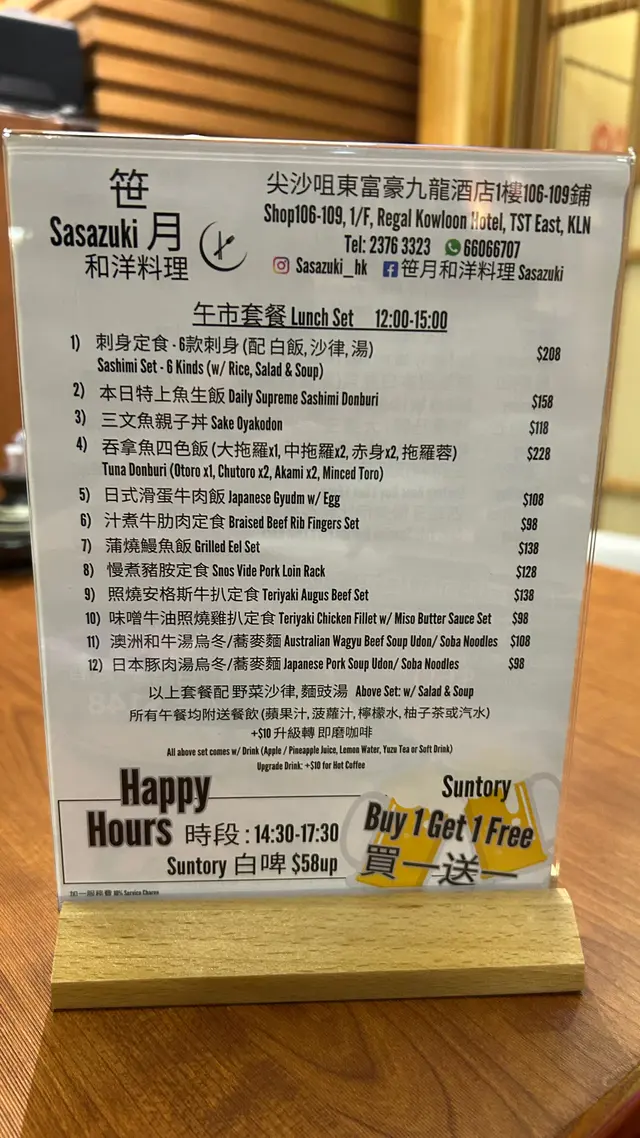 笹月
Sasazuki
和洋料理
尖沙咀東富豪九龍酒店1樓106-109鋪
Shop106-109, 1/F, Regal Kowloon Hotel, TST East, KLN
Tel: 2376 3323 66066707
Sasazuki_hk 笹月和洋料理 Sasazuki
午市套餐 Lunch Set 12:00-15:00
1) 刺身定食 - 6款刺身 (配 白飯, 沙律, 湯) $208
Sashimi Set - 6 Kinds (w/ Rice, Salad & Soup)
2) 本日特上魚生飯 Daily Supreme Sashimi Donburi $158
3) 三文魚親子丼 Sake Oyakodon $118
4) 吞拿魚四色飯 (大拖羅x1, 中拖羅x2, 赤身x2, 拖羅蓉) $228
Tuna Donburi (Otoro x1, Chutoro x2, Akami x2, Minced Toro)
5) 日式滑蛋牛肉飯 Japanese Gyudm w/ Egg $108
6) 汁煮牛肋肉定食 Braised Beef Rib Fingers Set $98
7) 蒲燒鰻魚飯 Grilled Eel Set $138
8) 慢煮豬胺定食 Snos Vide Pork Loin Rack $128
9) 照燒安格斯牛扒定食 Teriyaki Augus Beef Set $138
10) 味噌牛油照燒雞扒定食 Teriyaki Chicken Fillet w/ Miso Butter Sauce Set $98
11) 澳洲和牛湯烏冬/蕎麥麵 Australian Wagyu Beef Soup Udon/ Soba Noodles $108
12) 日本豚肉湯烏冬/蕎麥麵 Japanese Pork Soup Udon/ Soba Noodles $98
以上套餐配 野菜沙律, 麵豉湯 Above Set: w/ Salad & Soup
所有午餐均附送餐飲 (蘋果汁, 菠蘿汁, 檸檬水, 柚子茶或汽水)
+$10 升級轉 即磨咖啡
All above set comes w/ Drink (Apple / Pineapple Juice, Lemon Water, Yuzu Tea or Soft Drink)
Upgrade Drink: +$10 for Hot Coffee
Happy
Hours 時段 : 14:30-17:30
Suntory 白啤 $58up
Suntory
Buy 1 Get 1 Free
買一送一
加一服務費 10% Service Charge